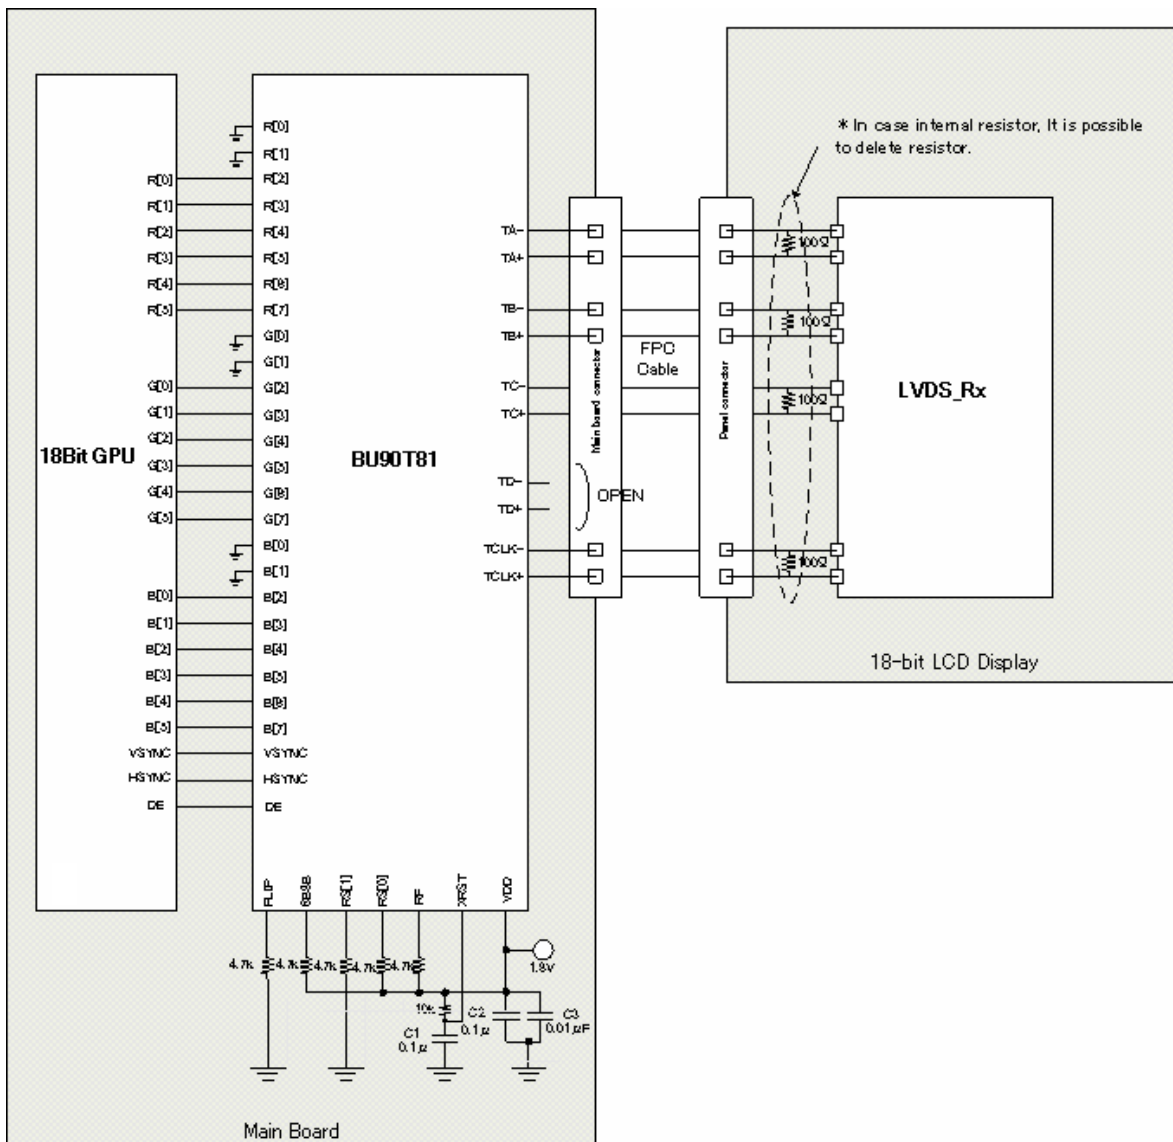 * In case internal resistor, It is possible
to delete resistor.
18Bit GPU
R[0]
R[1]
R[2]
R[3]
R[4]
R[5]
G[0]
G[1]
G[2]
G[3]
G[4]
G[5]
B[0]
B[1]
B[2]
B[3]
B[4]
B[5]
VSYNC
HSYNC
DE
BU90T81
R[0]
R[1]
R[2]
R[3]
R[4]
R[5]
R[6]
R[7]
G[0]
G[1]
G[2]
G[3]
G[4]
G[5]
G[6]
G[7]
B[0]
B[1]
B[2]
B[3]
B[4]
B[5]
B[6]
B[7]
VSYNC
HSYNC
DE
TA-
TA+
TB-
TB+
TC-
TC+
TD-
TD+
TCLK-
TCLK+
OPEN
Main board connector
FPC
Cable
Panel connector
100Ω
100Ω
100Ω
100Ω
LVDS_Rx
18-bit LCD Display
FLIP
6B8B
RS[1]
RS[0]
RF
XRST
VDD
4.7k
4.7k
4.7k
4.7k
4.7k
1.8V
10k
C1
0.1μ
C2
0.1μ
C3
0.01μF
Main Board